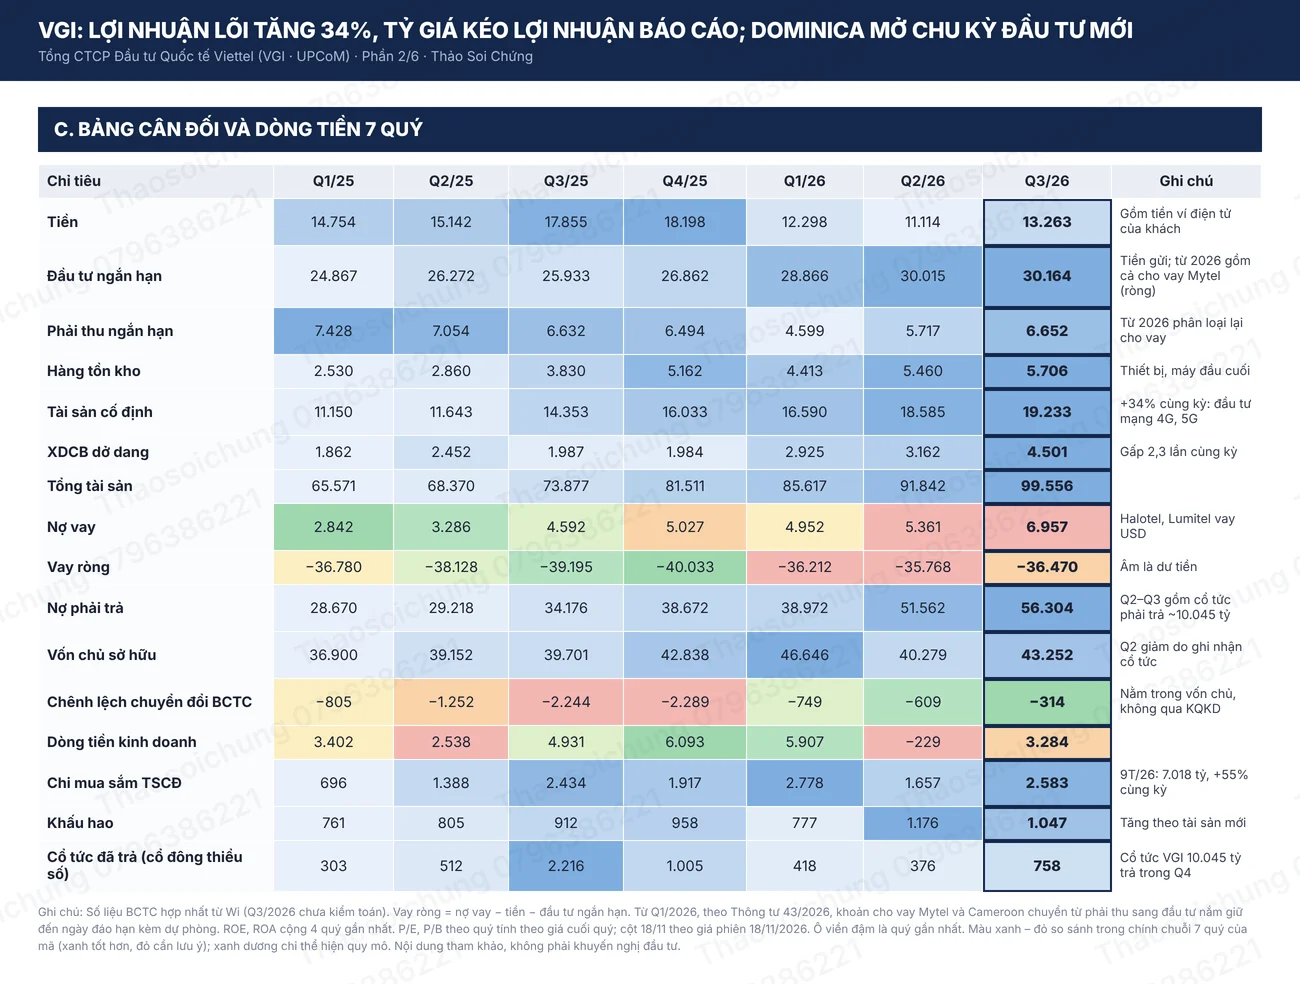 VGI: LỢI NHUẬN LÕI TĂNG 34%, TỶ GIÁ KÉO LỢI NHUẬN BÁO CÁO; DOMINICA MỞ CHU KỲ ĐẦU TƯ MỚI
Tổng CTCP Đầu tư Quốc tế Viettel (VGI · UPCoM) · Phần 2/6 · Thảo Soi Chứng
C. BẢNG CÂN ĐỐI VÀ DÒNG TIỀN 7 QUÝ
Chỉ tiêu Q1/25 Q2/25 Q3/25 Q4/25 Q1/26 Q2/26 Q3/26 Ghi chú
Tiền 14.754 15.142 17.855 18.198 12.298 11.114 13.263 Gồm tiền ví điện tử
của khách
Đầu tư ngắn hạn 24.867 26.272 25.933 26.862 28.866 30.015 30.164 Tiền gửi; từ 2026 gồm
cả cho vay Mytel
(ròng)
Phải thu ngắn hạn 7.428 7.054 6.632 6.494 4.599 5.717 6.652 Từ 2026 phân loại lại
cho vay
Hàng tồn kho 2.530 2.860 3.830 5.162 4.413 5.460 5.706 Thiết bị, máy đầu cuối
Tài sản cố định 11.150 11.643 14.353 16.033 16.590 18.585 19.233 +34% cùng kỳ: đầu tư
mạng 4G, 5G
XDCB dở dang 1.862 2.452 1.987 1.984 2.925 3.162 4.501 Gấp 2,3 lần cùng kỳ
Tổng tài sản 65.571 68.370 73.877 81.511 85.617 91.842 99.556
Nợ vay 2.842 3.286 4.592 5.027 4.952 5.361 6.957 Halotel, Lumitel vay
USD
Vay ròng −36.780 −38.128 −39.195 −40.033 −36.212 −35.768 −36.470 Âm là dư tiền
Nợ phải trả 28.670 29.218 34.176 38.672 38.972 51.562 56.304 Q2–Q3 gồm cổ tức
phải trả ~10.045 tỷ
Vốn chủ sở hữu 36.900 39.152 39.701 42.838 46.646 40.279 43.252 Q2 giảm do ghi nhận
cổ tức
Chênh lệch chuyển đổi BCTC −805 −1.252 −2.244 −2.289 −749 −609 −314 Nằm trong vốn chủ,
không qua KQKD
Dòng tiền kinh doanh 3.402 2.538 4.931 6.093 5.907 −229 3.284
Chi mua sắm TSCĐ 696 1.388 2.434 1.917 2.778 1.657 2.583 9T/26: 7.018 tỷ, +55%
cùng kỳ
Khấu hao 761 805 912 958 777 1.176 1.047 Tăng theo tài sản mới
Cổ tức đã trả (cổ đông thiểu
số) 303 512 2.216 1.005 418 376 758 Cổ tức VGI 10.045 tỷ
trả trong Q4
Ghi chú: Số liệu BCTC hợp nhất từ Wi (Q3/2026 chưa kiểm toán). Vay ròng = nợ vay − tiền − đầu tư ngắn hạn. Từ Q1/2026, theo Thông tư 43/2026, khoản cho vay Mytel và Cameroon chuyển từ phải thu sang đầu tư nắm giữ
đến ngày đáo hạn kèm dự phòng. ROE, ROA cộng 4 quý gần nhất. P/E, P/B theo quý tính theo giá cuối quý; cột 18/11 theo giá phiên 18/11/2026. Ô viền đậm là quý gần nhất. Màu xanh – đỏ so sánh trong chính chuỗi 7 quý của
mã (xanh tốt hơn, đỏ cần lưu ý); xanh dương chỉ thể hiện quy mô. Nội dung tham khảo, không phải khuyến nghị đầu tư.
Thaosoichung 0796386221